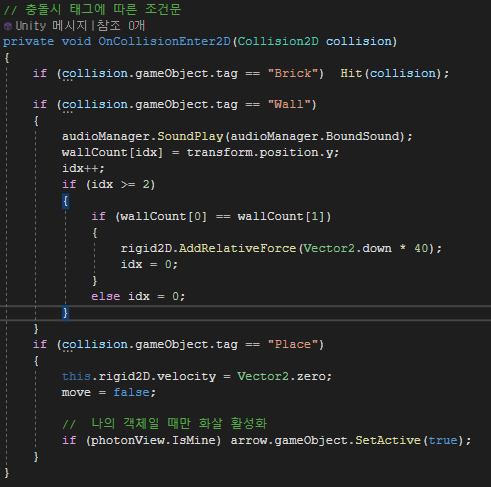 // 충돌시 태그에 따른 조건문
Unity 메시지|참조 0개
private void OnCollisionEnter2D(Collision2D collision)
{
if (collision.gameObject.tag == "Brick")  Hit(collision);
if (collision.gameObject.tag == "Wall")
{
audioManager.SoundPlay(audioManager.BoundSound);
wallCount[idx] = transform.position.y;
idx++;
if (idx >= 2)
{
if (wallCount[0] == wallCount[1])
{
rigid2D.AddRelativeForce(Vector2.down * 40);
idx = 0;
}
else idx = 0;
}
}
if (collision.gameObject.tag == "Place")
{
this.rigid2D.velocity = Vector2.zero;
move = false;
//  나의 객체일 때만 화살 활성화
if (photonView.IsMine) arrow.gameObject.SetActive(true);
}
}